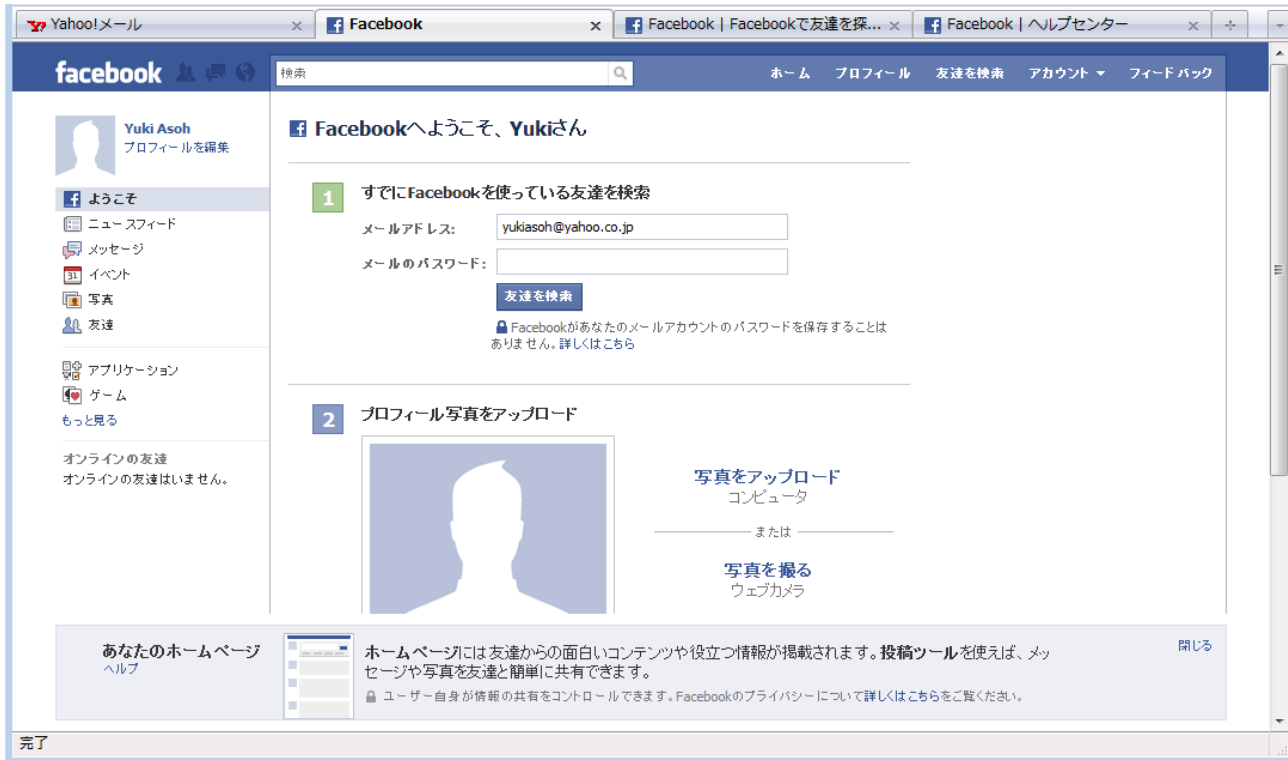 Yahoo!メール
Facebook
Facebook | Facebookで友達を探...
Facebook | ヘルプセンター
facebook
検索
ホーム プロフィール 友達を検索 アカウント フィードバック
Yuki Asoh
プロフィールを編集
ようこそ
ニュースフィード
メッセージ
31 イベント
写真
友達
アプリケーション
ゲーム
もっと見る
オンラインの友達
オンラインの友達はいません。
Facebookへようこそ、Yukiさん
1 すでにFacebookを使っている友達を検索
メールアドレス: yukiasoh@yahoo.co.jp
メールのパスワード:
友達を検索
Facebookがあなたのメールアカウントのパスワードを保存することは
ありません。詳しくはこちら
2 プロフィール写真をアップロード
写真をアップロード
コンピュータ
または
写真を撮る
ウェブカメラ
あなたのホームページ
ヘルプ
ホームページには友達からの面白いコンテンツや役立つ情報が掲載されます。投稿ツールを使えば、メッ
セージや写真を友達と簡単に共有できます。
ユーザー自身が情報の共有をコントロールできます。Facebookのプライバシーについて詳しくはこちらをご覧ください。
閉じる
完了